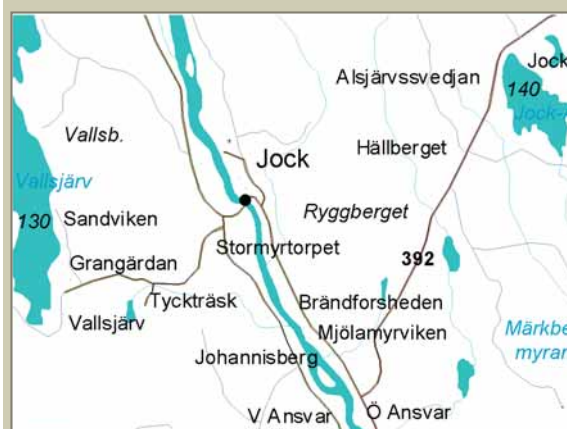 Jock
Alsjärvssvedjan
140
Vallsb.
Hällberget
Jock
Vallsjärv
130
Sandviken
Ryggberget
Stormyrtorpet
392
Grangärdan
Tyckträsk
Brändforsheden
Vallsjärv
Mjölamyrviken
Märkbe
myran
Johannisberg
V Ansvar
Ö Ansvar